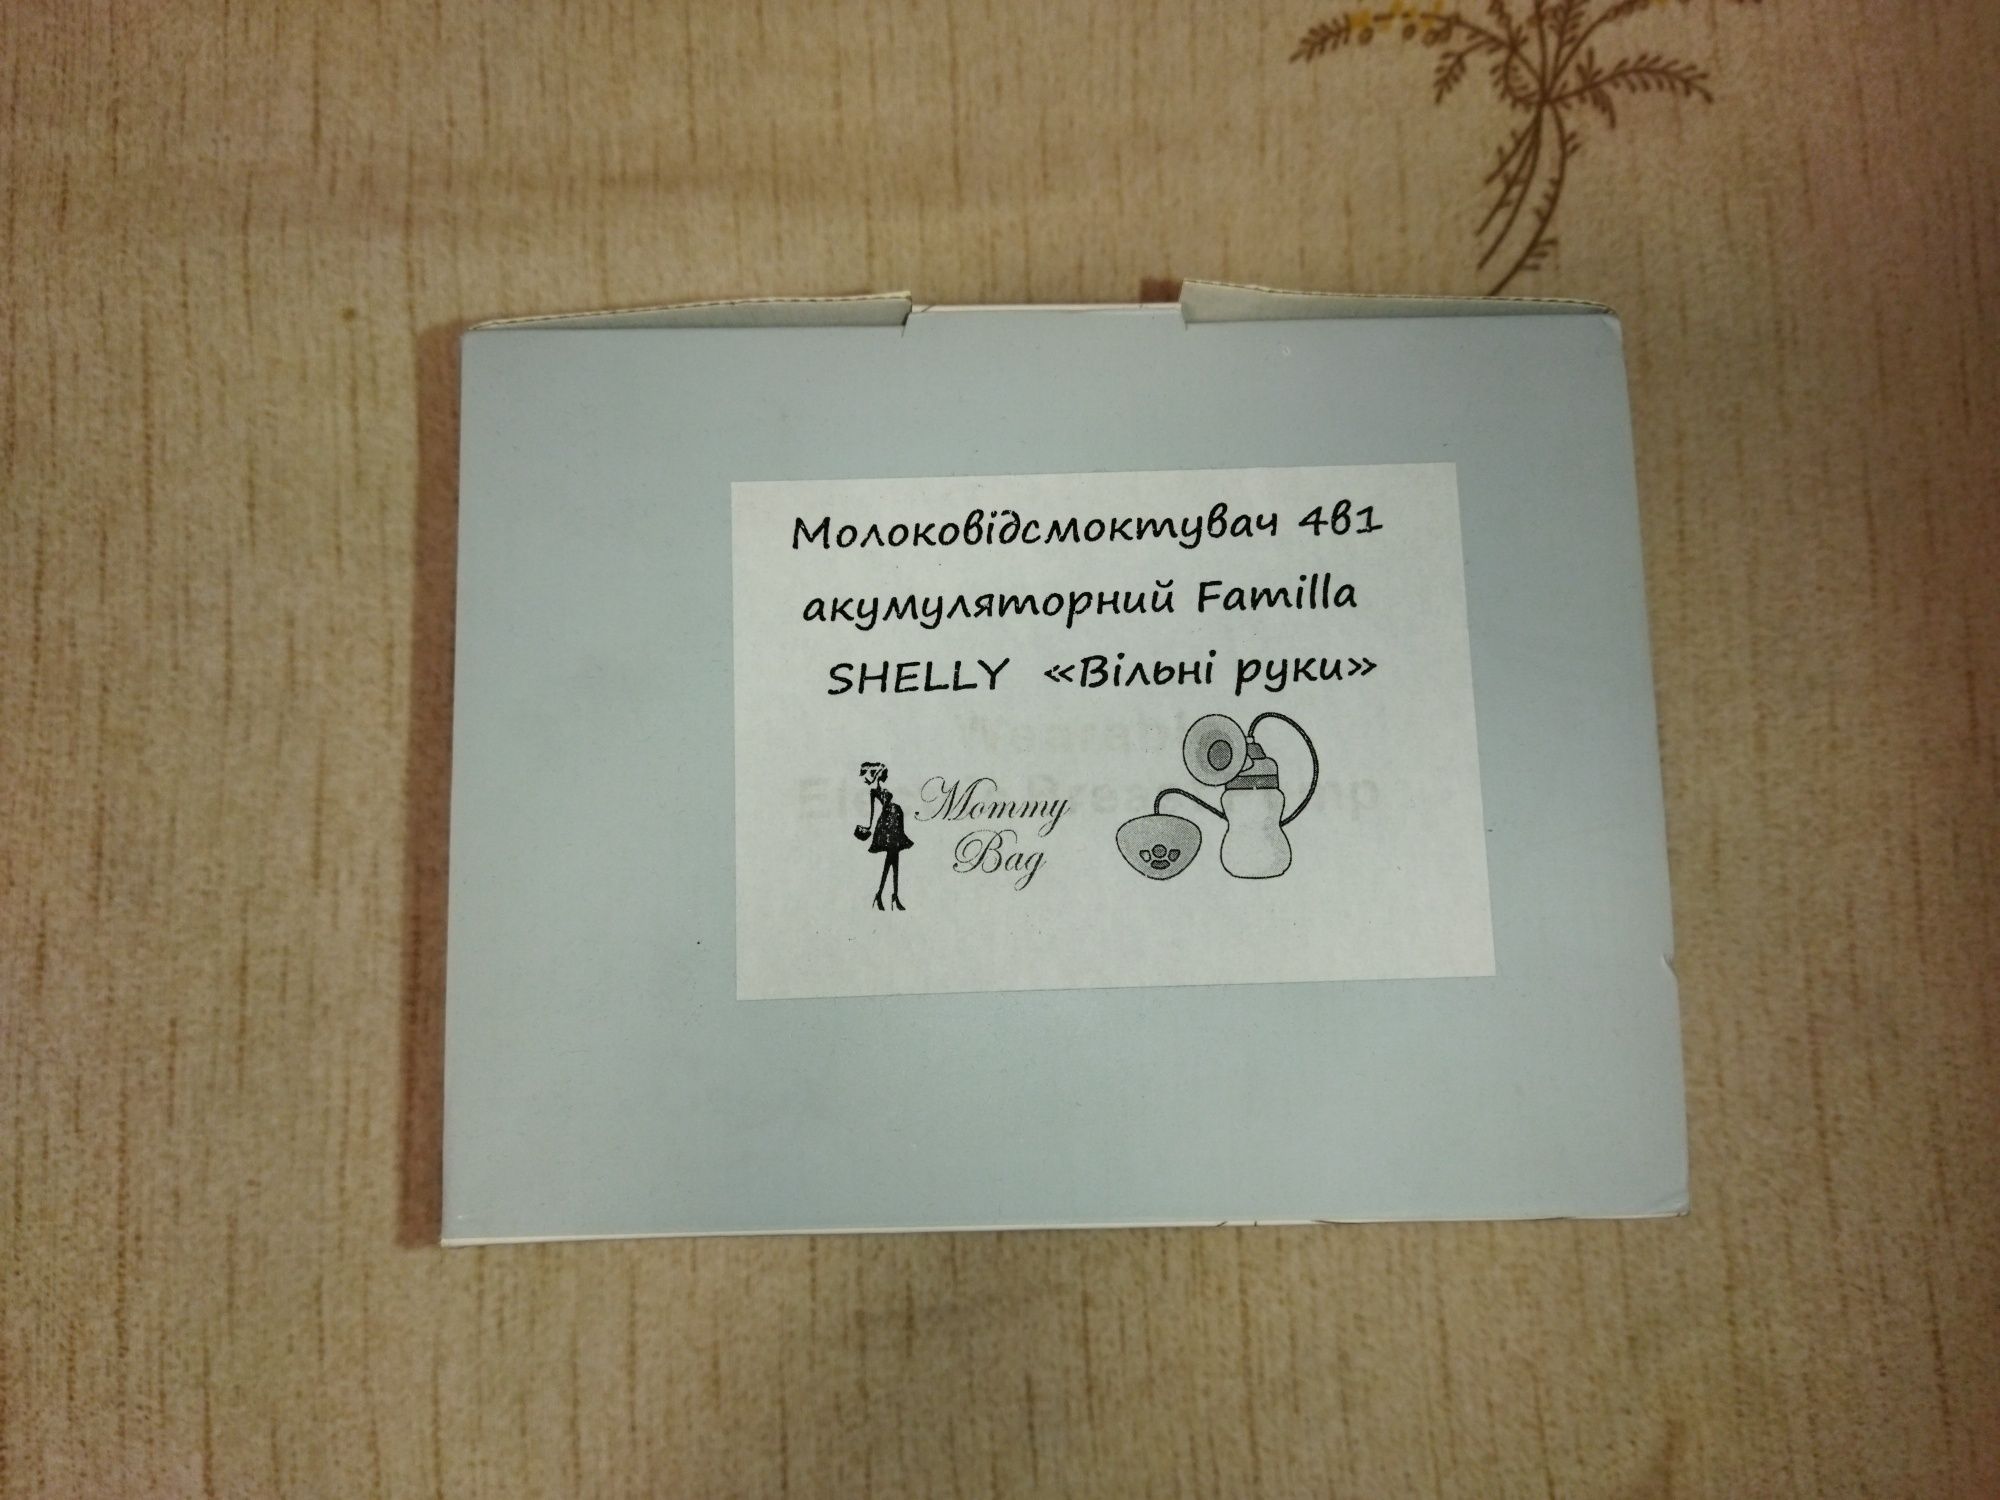 Молоковідсмоктувач 4в1
акумуляторний Familla
SHELLY «Вільні руки»
Mommy
Bag